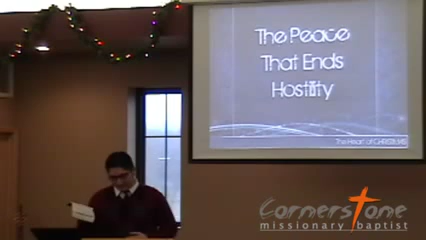 The Peace
That Ends
Hostility
The Heart of CHRISTMAS
Cornerstone
missionary baptist